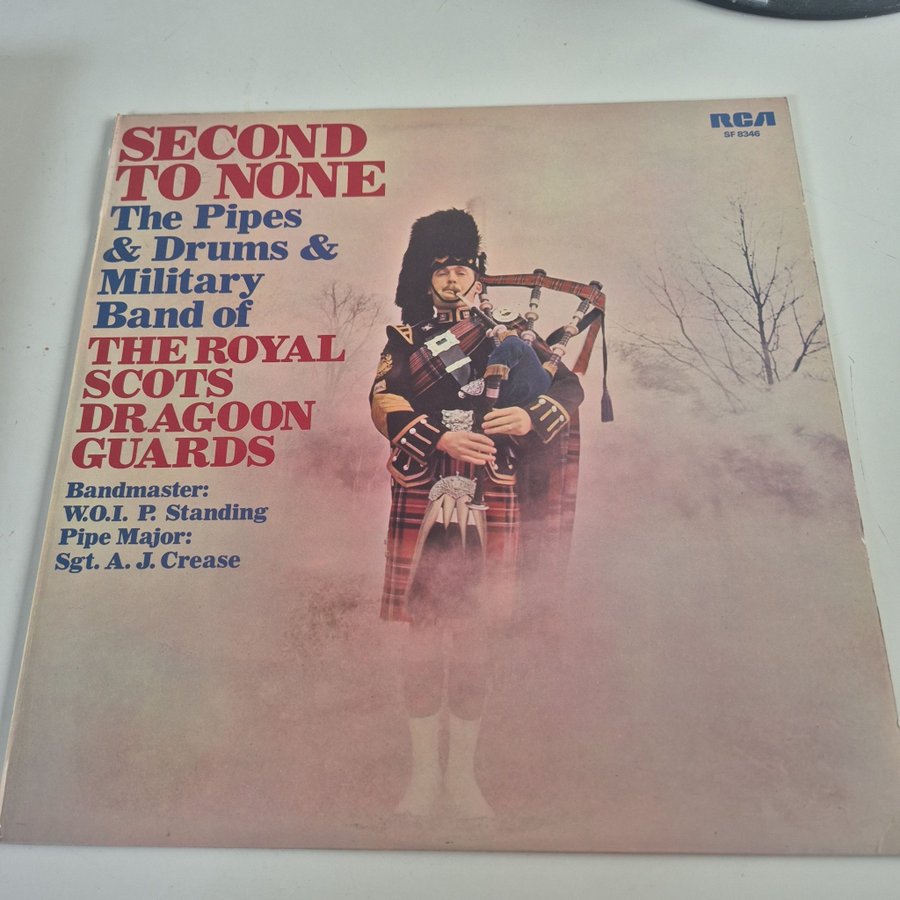 SECOND
TO NONE
The Pipes
& Drums &
Military
Band of
THE ROYAL
SCOTS
DRAGOON
GUARDS
Bandmaster:
W.O.I. P. Standing
Pipe Major:
Sgt. A. J. Crease
RCA
SF 8346